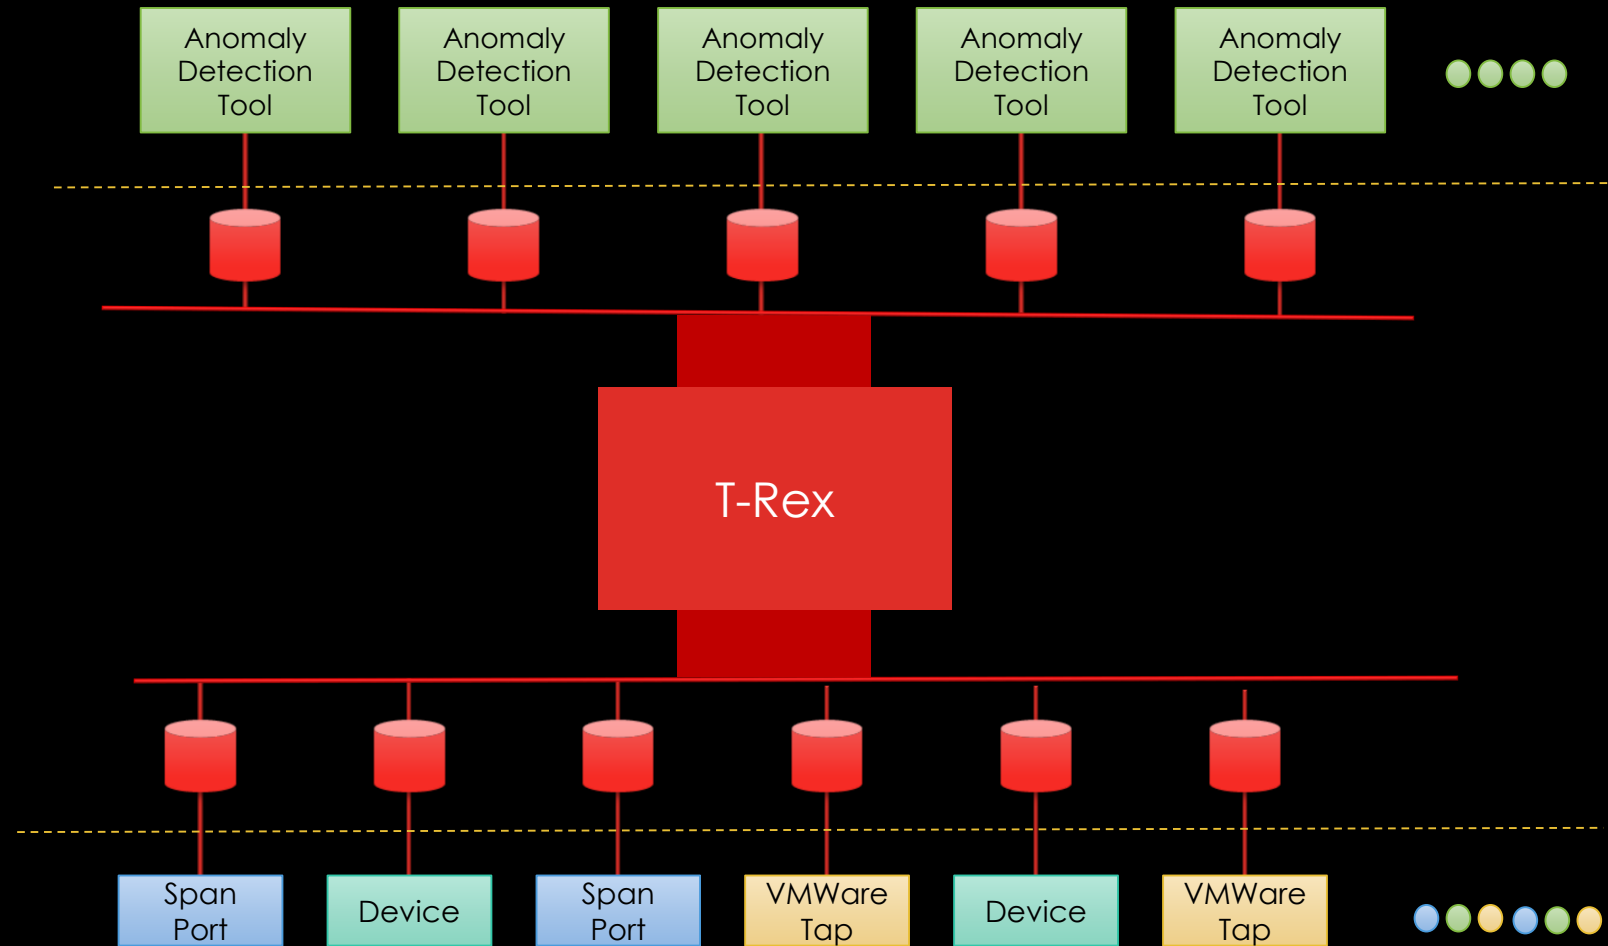 Anomaly
Detection
Tool
Anomaly
Detection
Tool
Anomaly
Detection
Tool
Anomaly
Detection
Tool
Anomaly
Detection
Tool
T-Rex
Span
Port
Device
Span
Port
VMWare
Tap
Device
VMWare
Tap